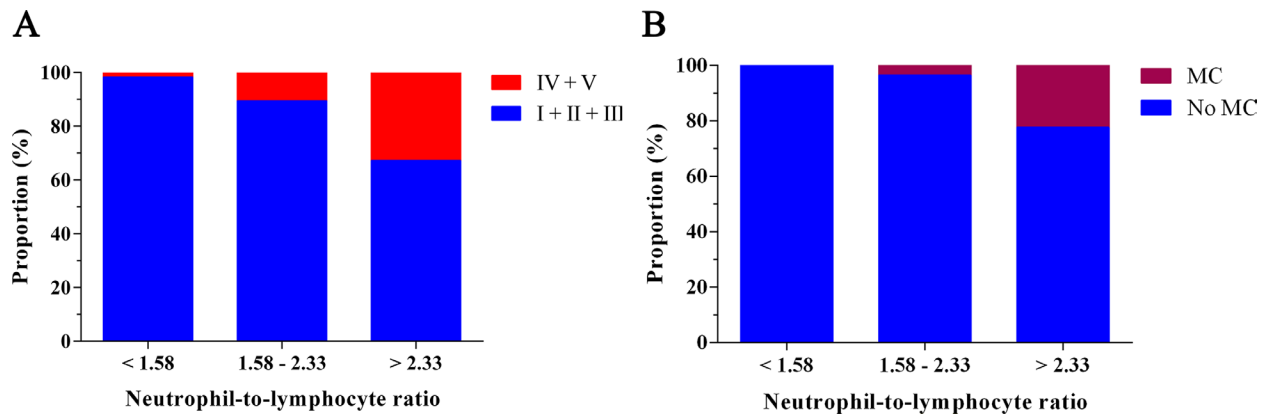 A
Proportion (%)
100
80
60
40
20
0
< 1.58
1.58 - 2.33
> 2.33
Neutrophil-to-lymphocyte ratio
IV + V
I + II + III
B
Proportion (%)
100
80
60
40
20
0
< 1.58
1.58 - 2.33
> 2.33
Neutrophil-to-lymphocyte ratio
MC
No MC